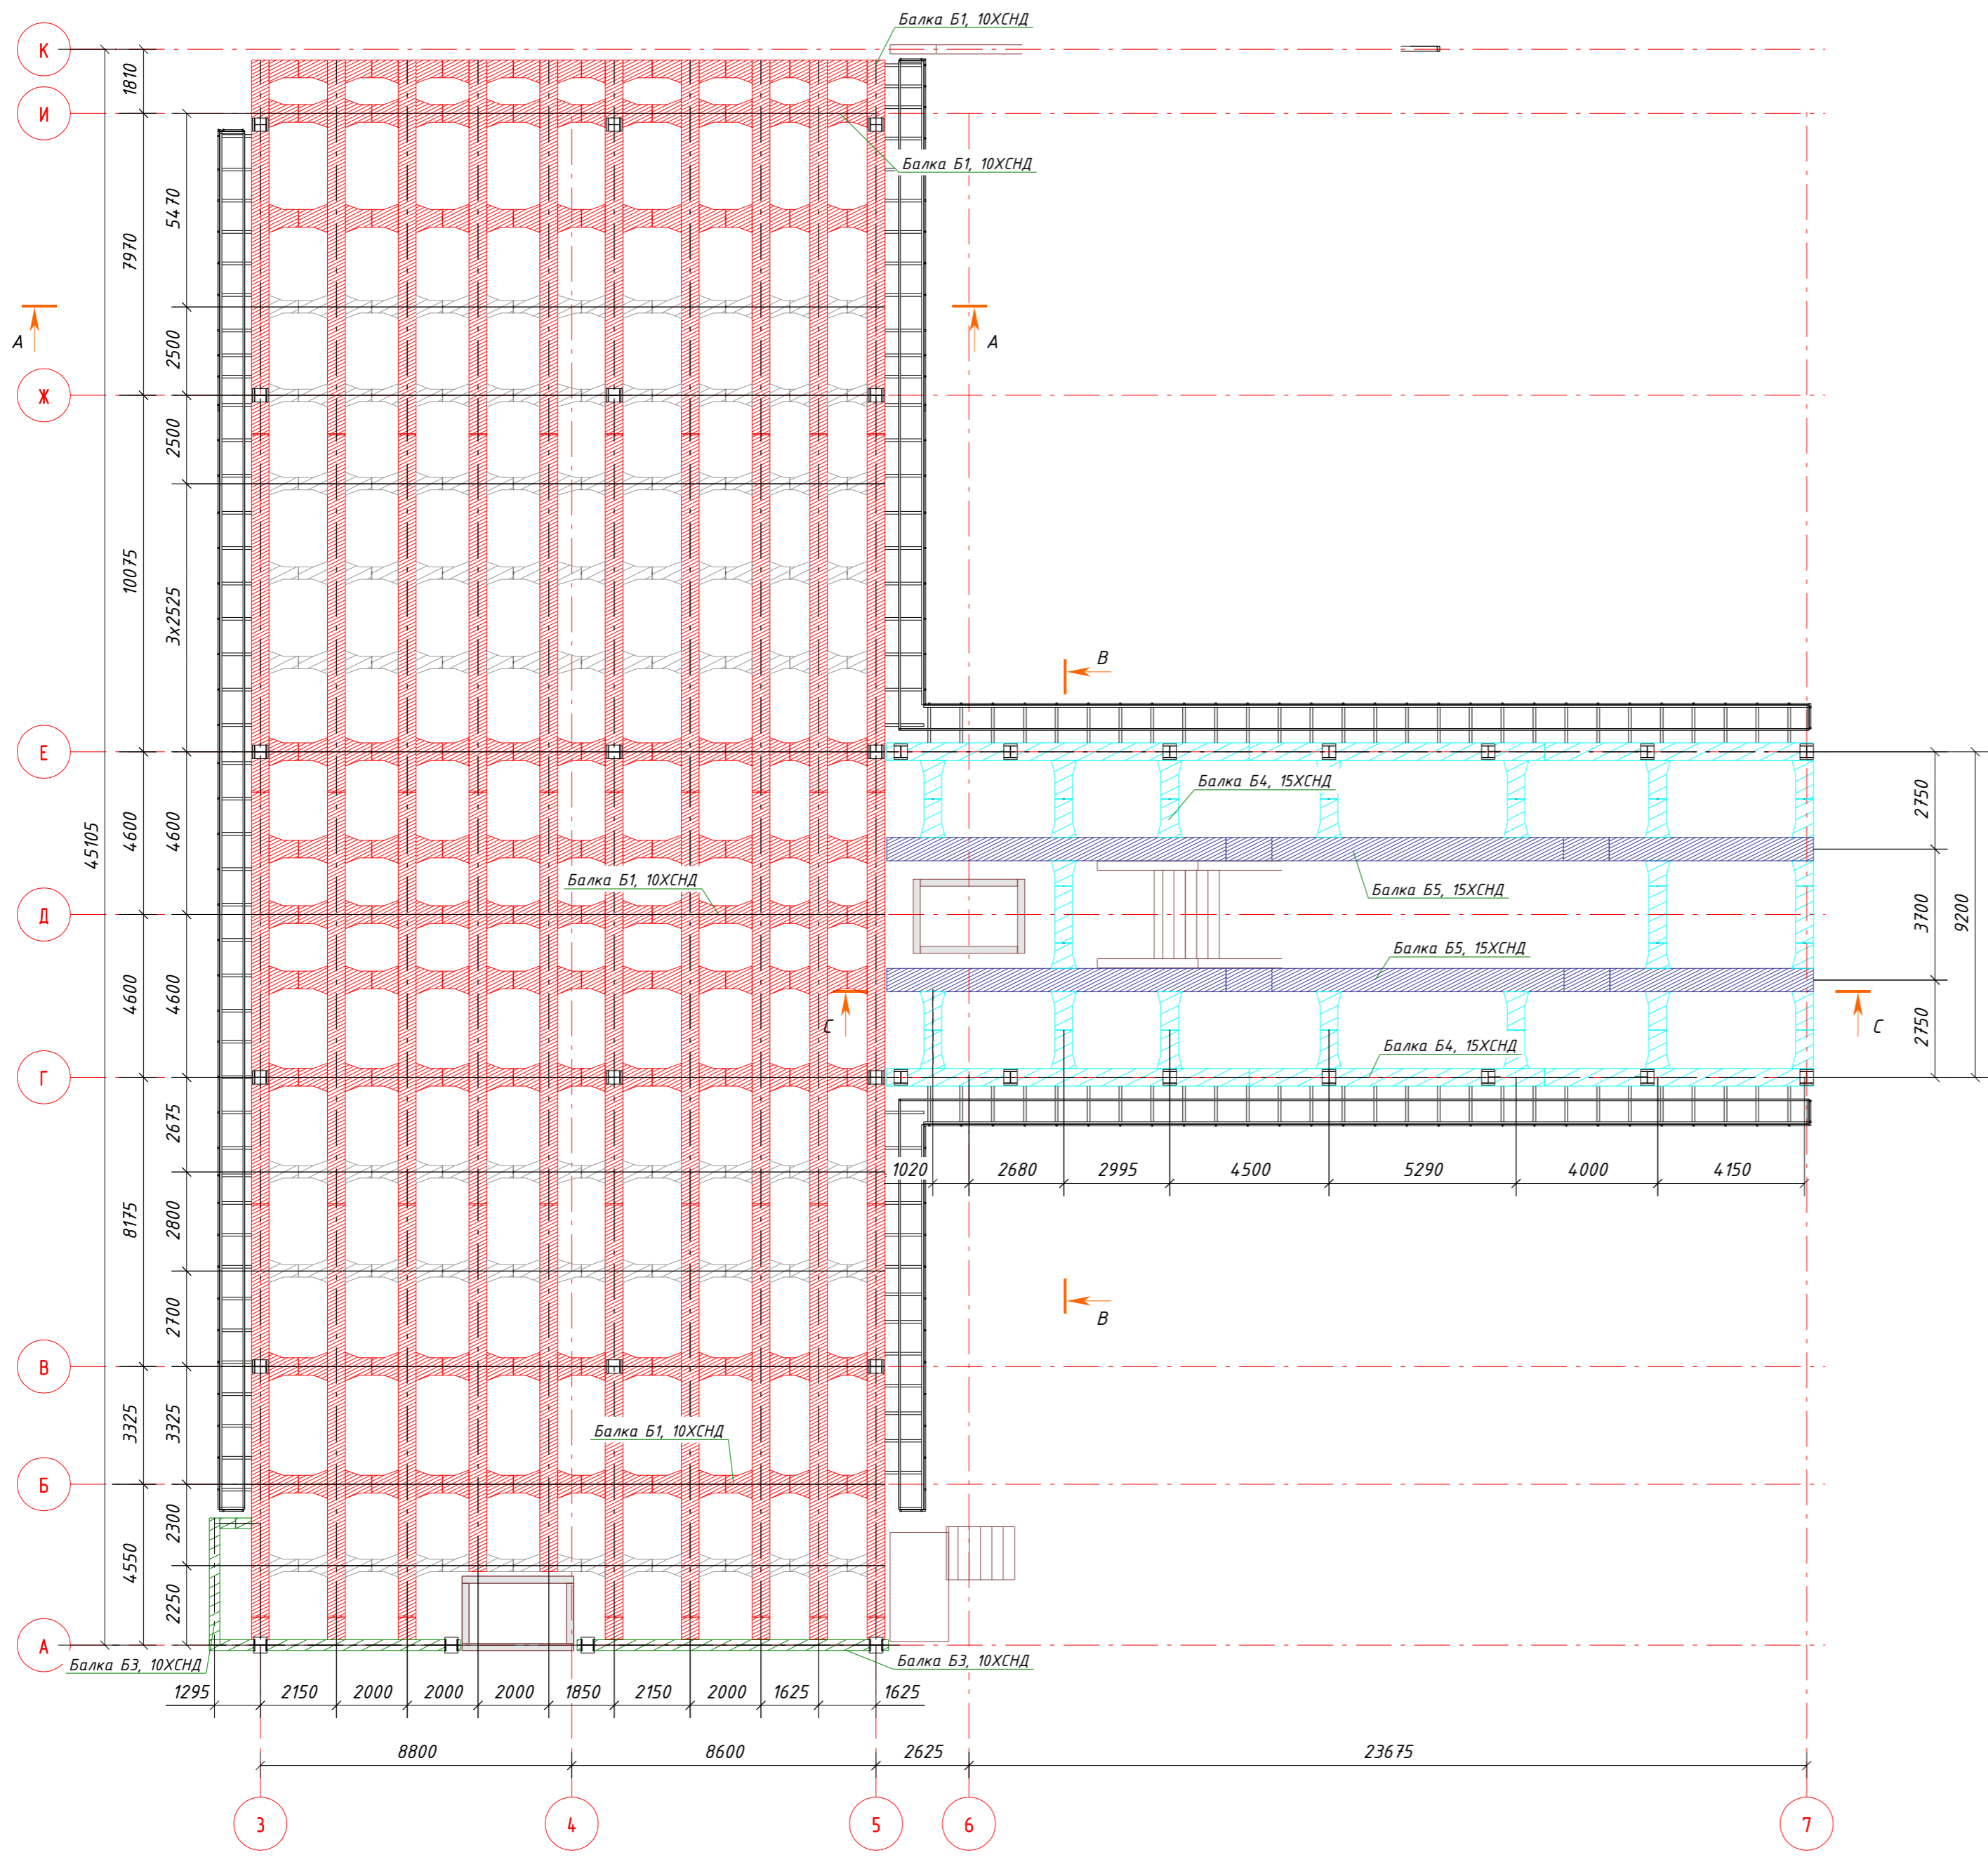 Балка Б1, 10ХСНД
К
1810
И
Балка Б1, 10ХСНД
5470
7970
А
А
2500
Ж
2500
10075
3х2525
В
Е
Балка Б4, 15ХСНД
2750
45105
4600
4600
Балка Б1, 10ХСНД
Балка Б5, 15ХСНД
Д
3700
9200
Балка Б5, 15ХСНД
4600
4600
С
С
2750
Балка Б4, 15ХСНД
Г
2675
1020
2680
2995
4500
5290
4000
4150
8175
2800
2700
В
В
3325
3325
Балка Б1, 10ХСНД
Б
2300
4550
2250
А
Балка Б3, 10ХСНД
Балка Б3, 10ХСНД
1295
2150
2000
2000
2000
1850
2150
2000
1625
1625
8800
8600
2625
23675
3
4
5
6
7